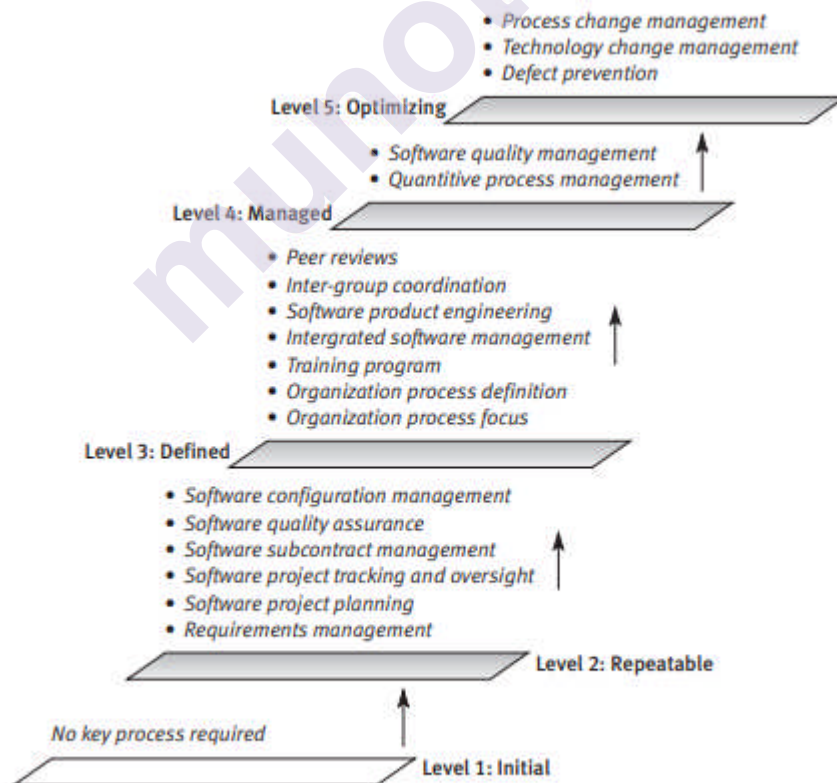 • Process change management
• Technology change management
• Defect prevention
Level 5: Optimizing
• Software quality management
• Quantitive process management
Level 4: Managed
• Peer reviews
• Inter-group coordination
• Software product engineering
• Intergrated software management
• Training program
• Organization process definition
• Organization process focus
Level 3: Defined
• Software configuration management
• Software quality assurance
• Software subcontract management
• Software project tracking and oversight
• Software project planning
• Requirements management
Level 2: Repeatable
No key process required
Level 1: Initial